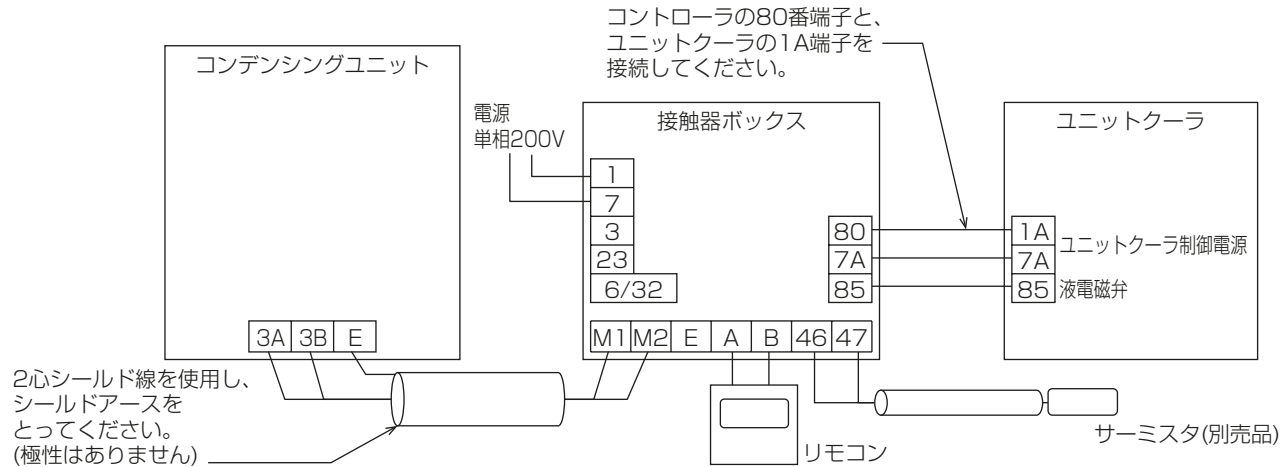 コントローラの80番端子と、
ユニットクーラの1A端子を
接続してください。
コンデンシングユニット
電源
単相200V
接触器ボックス
ユニットクーラ
1
7
3
23
6/32
80
7A
85
1A
7A
85
ユニットクーラ制御電源
液電磁弁
3A 3B E
M1 M2 E A B 46 47
2心シールド線を使用し、
シールドアースを
とってください。
(極性はありません)
リモコン
サーミスタ(別売品)